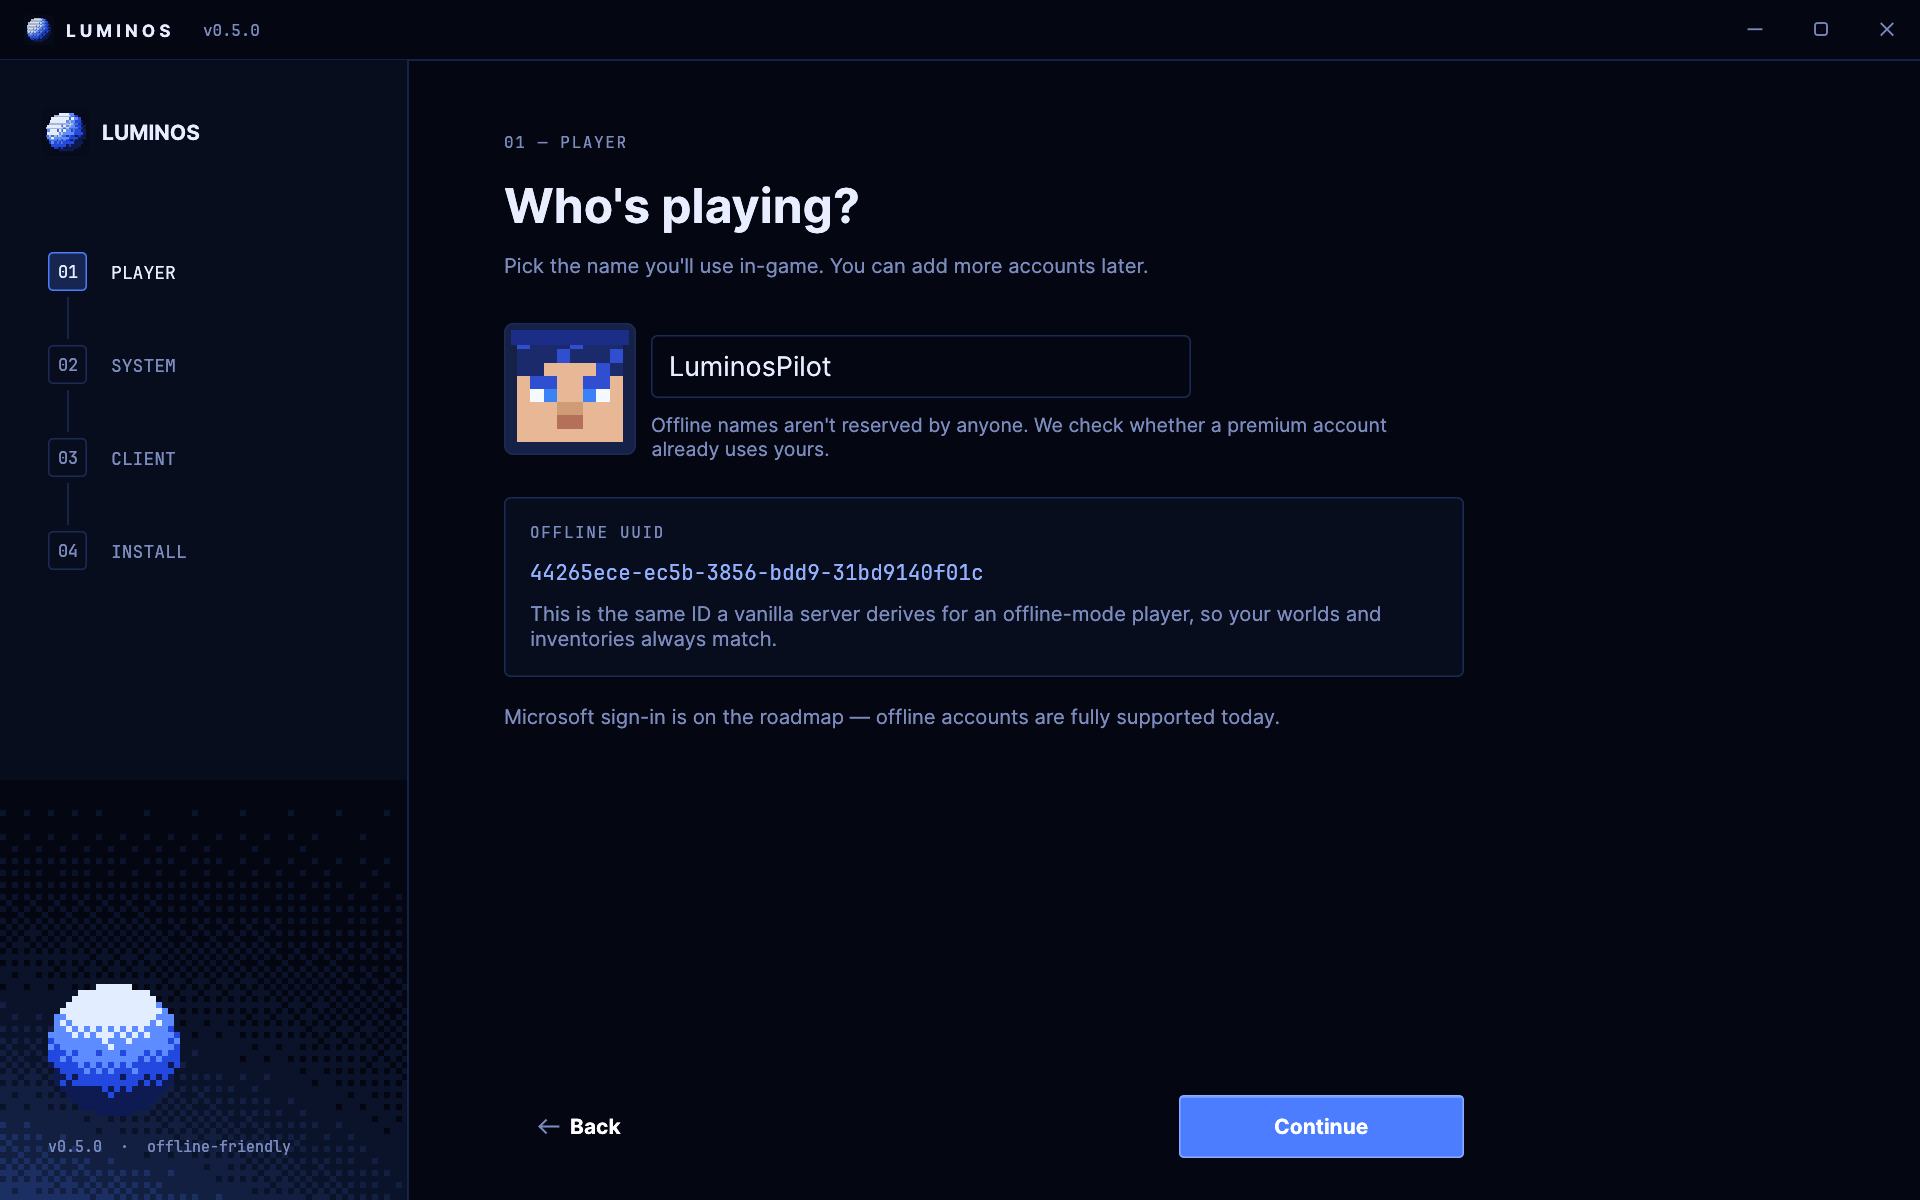 LUMINOS v0.5.0
LUMINOS
01 PLAYER
02 SYSTEM
03 CLIENT
04 INSTALL
v0.5.0 · offline-friendly
01 — PLAYER
Who's playing?
Pick the name you'll use in-game. You can add more accounts later.
LuminosPilot
Offline names aren't reserved by anyone. We check whether a premium account
already uses yours.
OFFLINE UUID
44265ece-ec5b-3856-bdd9-31bd9140f01c
This is the same ID a vanilla server derives for an offline-mode player, so your worlds and
inventories always match.
Microsoft sign-in is on the roadmap — offline accounts are fully supported today.
← Back
Continue